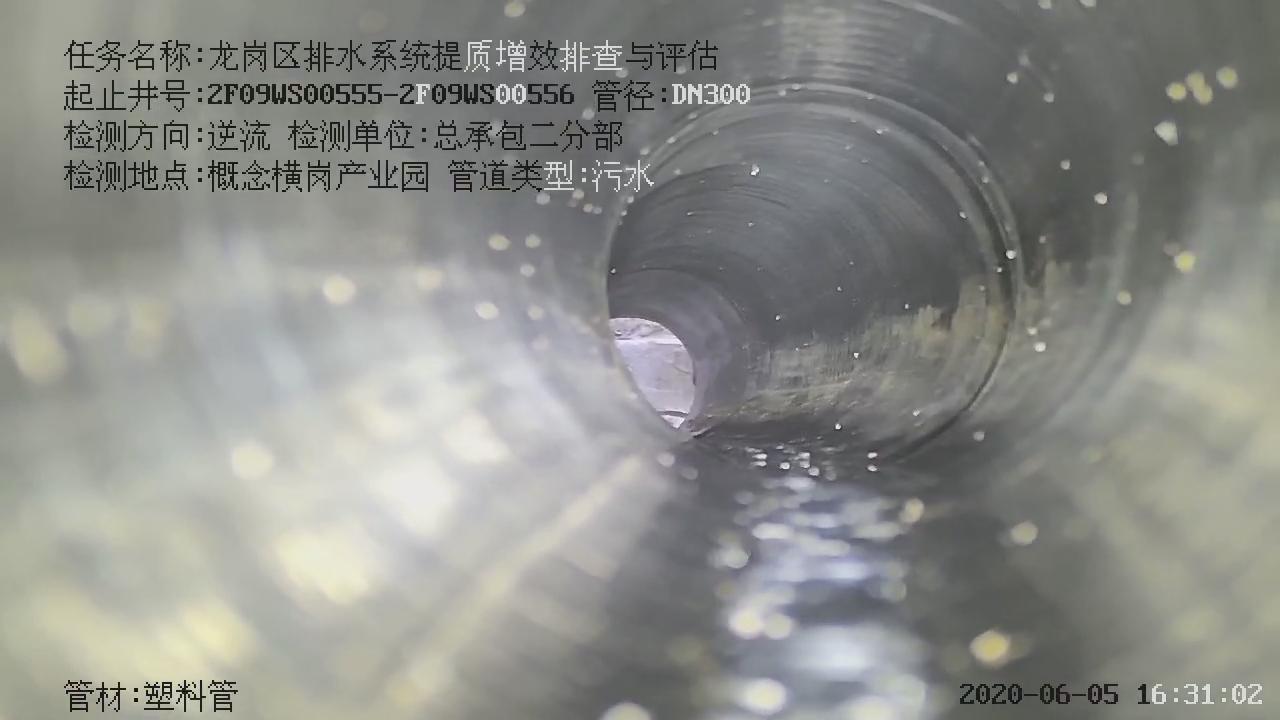 任务名称:龙岗区排水系统提质增效排查与评估
起止井号:2F09WS00555-2F09WS00556 管径:DN300
检测方向:逆流 检测单位:总承包二分部
检测地点:概念横岗产业园 管道类型:污水
管材:塑料管
2020-06-05 16:31:02